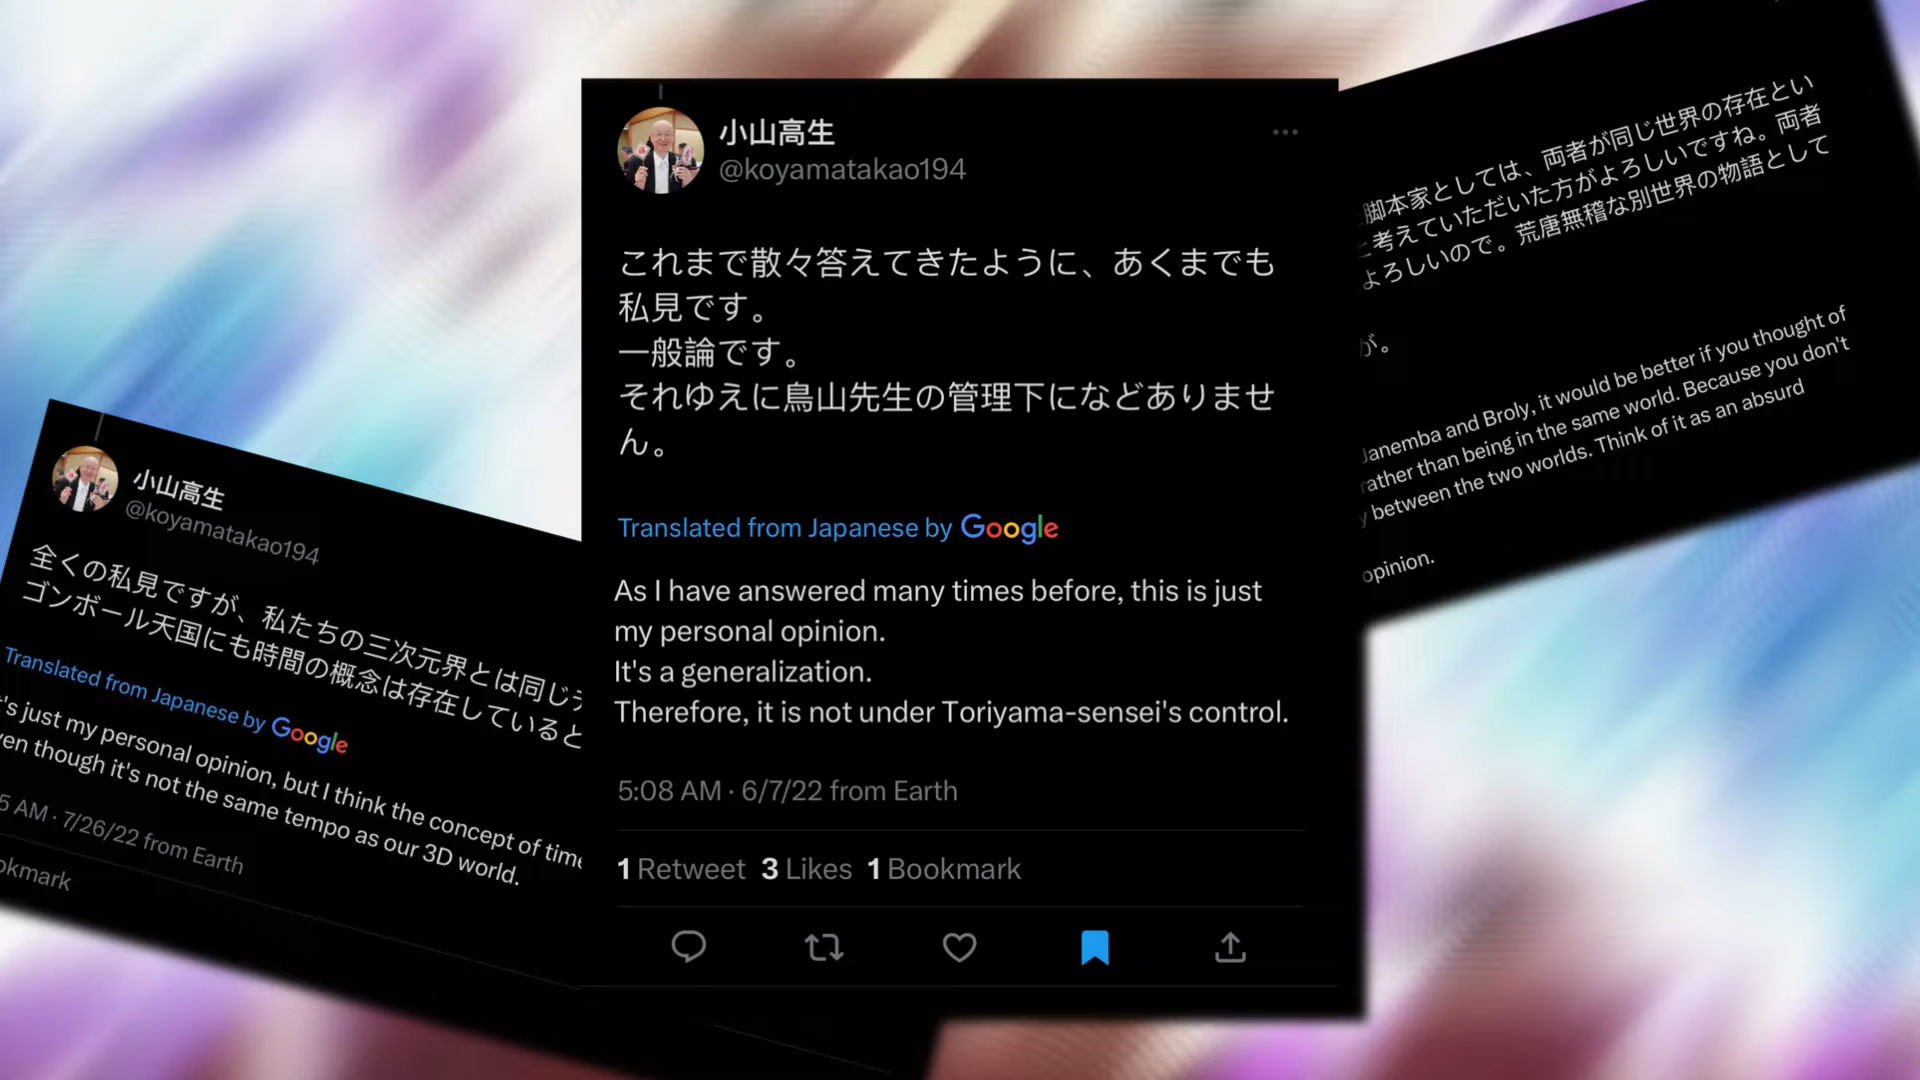 小山高生
@koyamatakao194
これまで散々答えてきたように、あくまでも
私見です。
一般論です。
それゆえに鳥山先生の管理下になどありませ
ん。
Translated from Japanese by Google
As I have answered many times before, this is just
my personal opinion.
It's a generalization.
Therefore, it is not under Toriyama-sensei's control.
5:08 AM · 6/7/22 from Earth
1 Retweet 3 Likes 1 Bookmark
小山高生
@koyamatakao194
全くの私見ですが、私たちの三次元界とは同じ
ゴンボール天国にも時間の概念は存在していると
Translated from Japanese by Google
's just my personal opinion, but I think the concept of time
ven though it's not the same tempo as our 3D world.
5 AM · 7/26/22 from Earth
okmark
脚本家としては、両者が同じ世界の存在とい
と考えていただいた方がよろしいですね。両者
よろしいので。荒唐無稽な別世界の物語として
が。
Janemba and Broly, it would be better if you thought of
rather than being in the same world. Because you don't
y between the two worlds. Think of it as an absurd
opinion.